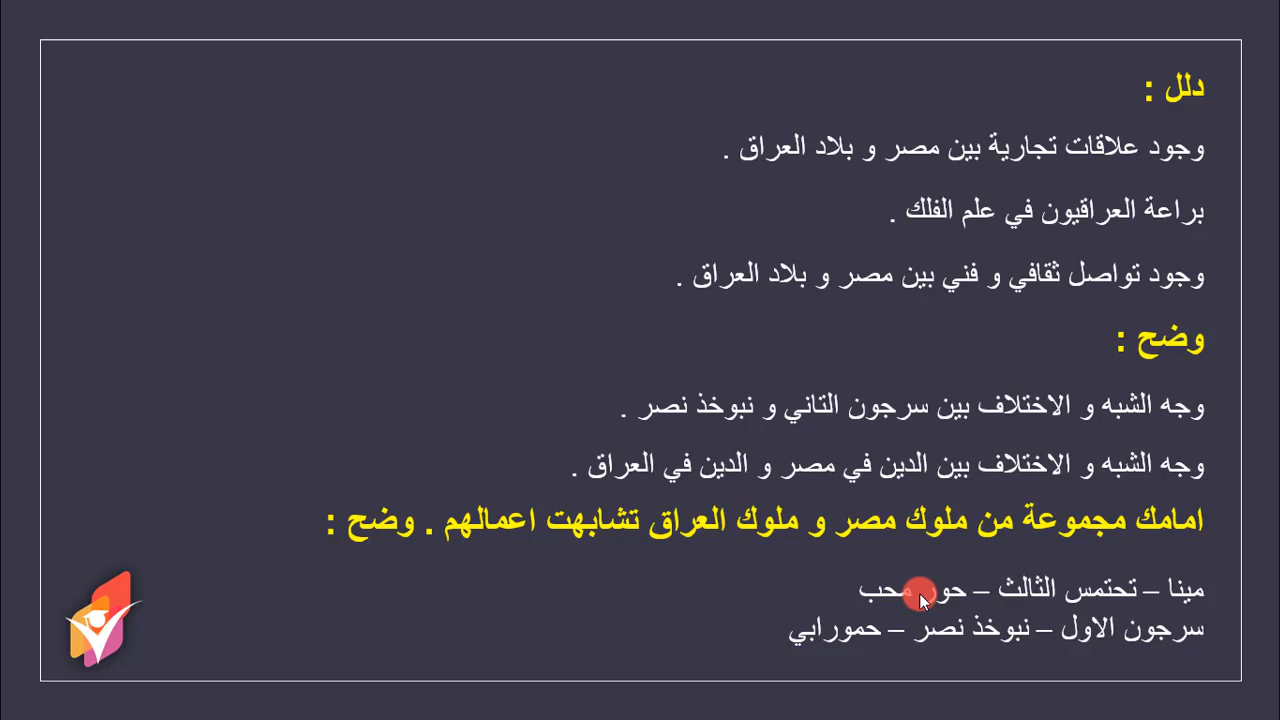 دلل :
وجود علاقات تجارية بين مصر و بلاد العراق .
براعة العراقيون في علم الفلك .
وجود تواصل ثقافي و فني بين مصر و بلاد العراق .
وضح :
وجه الشبه و الاختلاف بين سرجون التاني و نبوخذ نصر .
وجه الشبه و الاختلاف بين الدين في مصر و الدين في العراق .
امامك مجموعة من ملوك مصر و ملوك العراق تشابهت اعمالهم . وضح :
مينا – تحتمس الثالث – حور محب
سرجون الاول – نبوخذ نصر – حمورابي